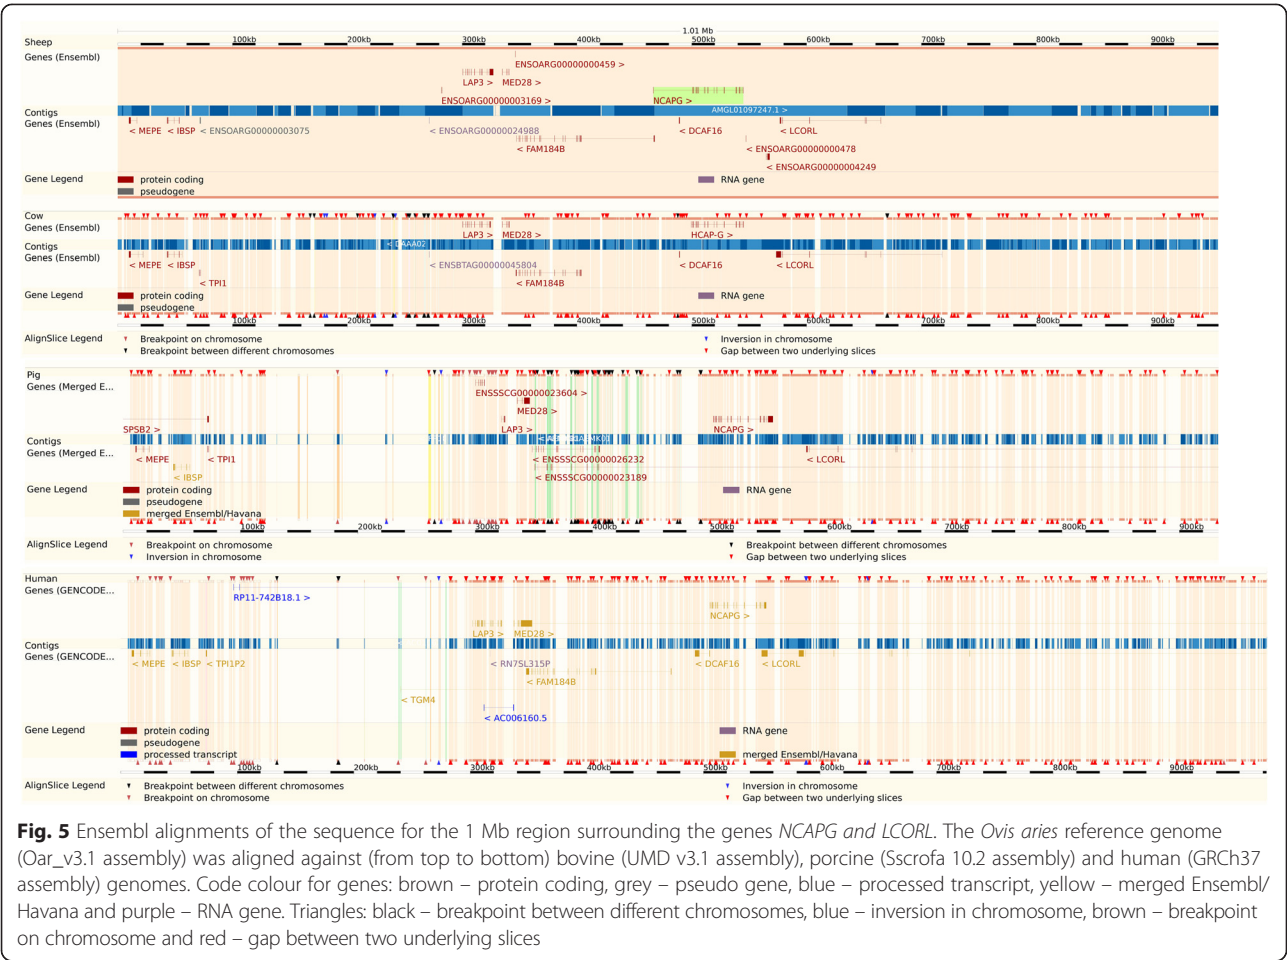 1.01 Mb
Sheep 100kb 200kb 300kb 400kb 500kb 600kb 700kb 800kb 900kb
Genes (Ensembl)
ENSOARG00000000459 >
LAP3 > MED28 >
ENSOARG00000003169 > NCAPG >
Contigs AMGL01097247.1 >
Genes (Ensembl)
< MEPE < IBSP < ENSOARG00000003075 < ENSOARG00000024988 < DCAF16 < LCORL
< FAM184B < ENSOARG00000000478
< ENSOARG00000004249
Gene Legend protein coding RNA gene
pseudogene
Cow
Genes (Ensembl)
LAP3 > MED28 > HCAP-G >
Contigs < DAAA02
Genes (Ensembl)
< MEPE < IBSP < ENSBTAG00000045804 < DCAF16 < LCORL
< TPI1 < FAM184B
Gene Legend protein coding RNA gene
pseudogene
100kb 200kb 300kb 400kb 500kb 600kb 700kb 800kb 900kb
AlignSlice Legend Breakpoint on chromosome Inversion in chromosome
Breakpoint between different chromosomes Gap between two underlying slices
Pig
Genes (Merged E...
ENSSSCG00000023604 >
MED28 >
SPSB2 > LAP3 > NCAPG >
Contigs
Genes (Merged E...
< MEPE < TPI1 < ENSSSCG00000026232 < LCORL
< IBSP < ENSSSCG00000023189
Gene Legend protein coding RNA gene
pseudogene
merged Ensembl/Havana
100kb 200kb 300kb 400kb 500kb 600kb 700kb 800kb 900kb
AlignSlice Legend Breakpoint on chromosome Breakpoint between different chromosomes
Inversion in chromosome Gap between two underlying slices
Human
Genes (GENCODE...
RP11-742B18.1 >
NCAPG >
LAP3 > MED28 >
Contigs
Genes (GENCODE...
< MEPE < IBSP < TPI1P2 < RN7SL315P < DCAF16 < LCORL
< FAM184B
< TGM4
< AC006160.5
Gene Legend protein coding RNA gene
pseudogene
processed transcript merged Ensembl/Havana
100kb 200kb 300kb 400kb 500kb 600kb 700kb 800kb 900kb
AlignSlice Legend Breakpoint between different chromosomes Inversion in chromosome
Breakpoint on chromosome Gap between two underlying slices
Fig. 5 Ensembl alignments of the sequence for the 1 Mb region surrounding the genes NCAPG and LCORL. The Ovis aries reference genome
(Oar_v3.1 assembly) was aligned against (from top to bottom) bovine (UMD v3.1 assembly), porcine (Sscrofa 10.2 assembly) and human (GRCh37
assembly) genomes. Code colour for genes: brown – protein coding, grey – pseudo gene, blue – processed transcript, yellow – merged Ensembl/
Havana and purple – RNA gene. Triangles: black – breakpoint between different chromosomes, blue – inversion in chromosome, brown – breakpoint
on chromosome and red – gap between two underlying slices